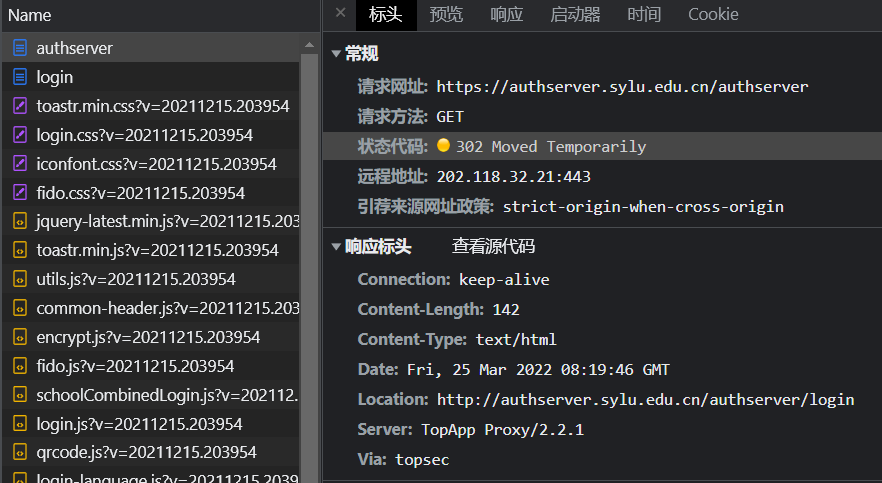 Name
authserver
login
toastr.min.css?v=20211215.203954
login.css?v=20211215.203954
iconfont.css?v=20211215.203954
fido.css?v=20211215.203954
jquery-latest.min.js?v=20211215.203
toastr.min.js?v=20211215.203954
utils.js?v=20211215.203954
common-header.js?v=20211215.203954
encrypt.js?v=20211215.203954
fido.js?v=20211215.203954
schoolCombinedLogin.js?v=202112.
login.js?v=20211215.203954
qrcode.js?v=20211215.203954
login-language.js?v=20211215.2039
标头 预览 响应 启动器 时间 Cookie
常规
请求网址: https://authserver.sylu.edu.cn/authserver
请求方法: GET
状态代码: 302 Moved Temporarily
远程地址: 202.118.32.21:443
引荐来源网址政策: strict-origin-when-cross-origin
响应标头 查看源代码
Connection: keep-alive
Content-Length: 142
Content-Type: text/html
Date: Fri, 25 Mar 2022 08:19:46 GMT
Location: http://authserver.sylu.edu.cn/authserver/login
Server: TopApp Proxy/2.2.1
Via: topsec